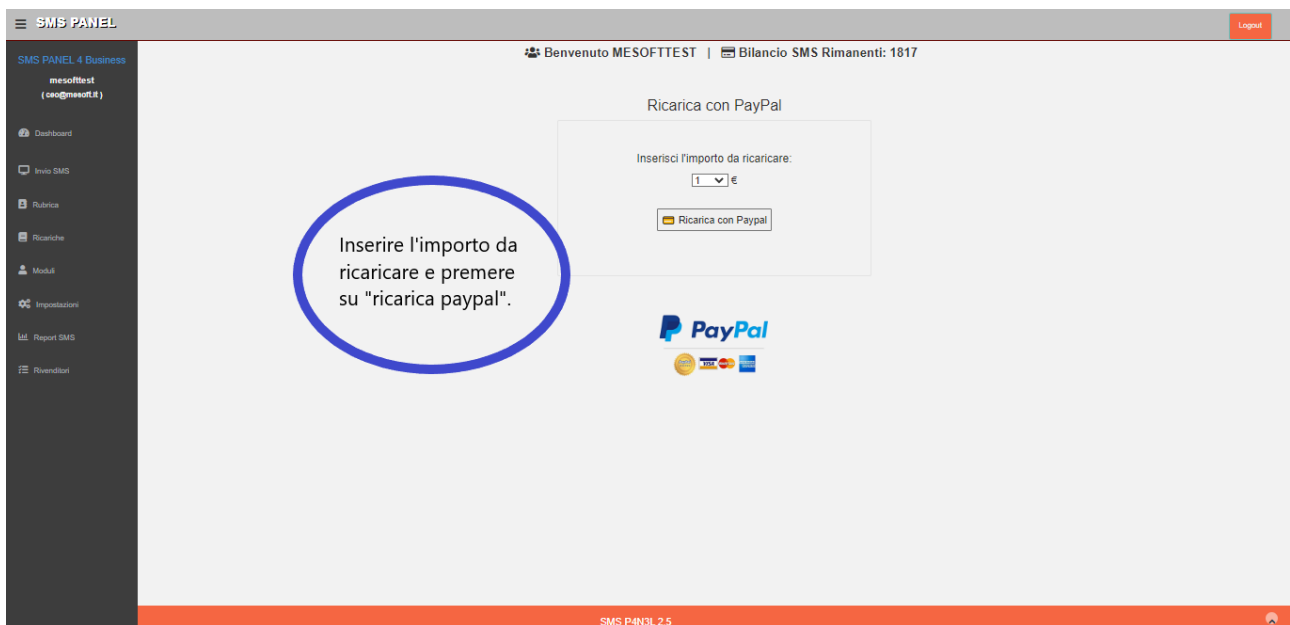 SMS PANEL
Logout
SMS PANEL 4 Business
mesofttest
( ceo@mesoft.it )
Dashboard
Invio SMS
Rubrica
Ricariche
Moduli
Impostazioni
Report SMS
Rivenditori
Benvenuto MESOFTTEST | Bilancio SMS Rimanenti: 1817
Ricarica con PayPal
Inserisci l'importo da ricaricare:
1 €
Ricarica con Paypal
Inserire l'importo da
ricaricare e premere
su "ricarica paypal".
PayPal
VISA
SMS P4N3L 2.5